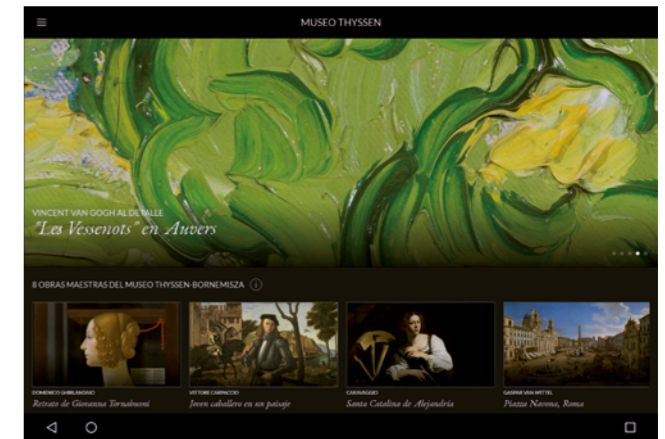 MUSEO THYSSEN
VINCENT VAN GOGH AL DETALLE
"Les Vessenots" en Auvers
8 OBRAS MAESTRAS DEL MUSEO THYSSEN-BORNEMISZA
DOMENICO GHIRLANDAIO
Retrato de Giovanna Tornabuoni
VITTORE CARPACCIO
Joven caballero en un paisaje
CARAVAGGIO
Santa Catalina de Alejandría
GASPAR VAN WITTEL
Piazza Navona, Roma